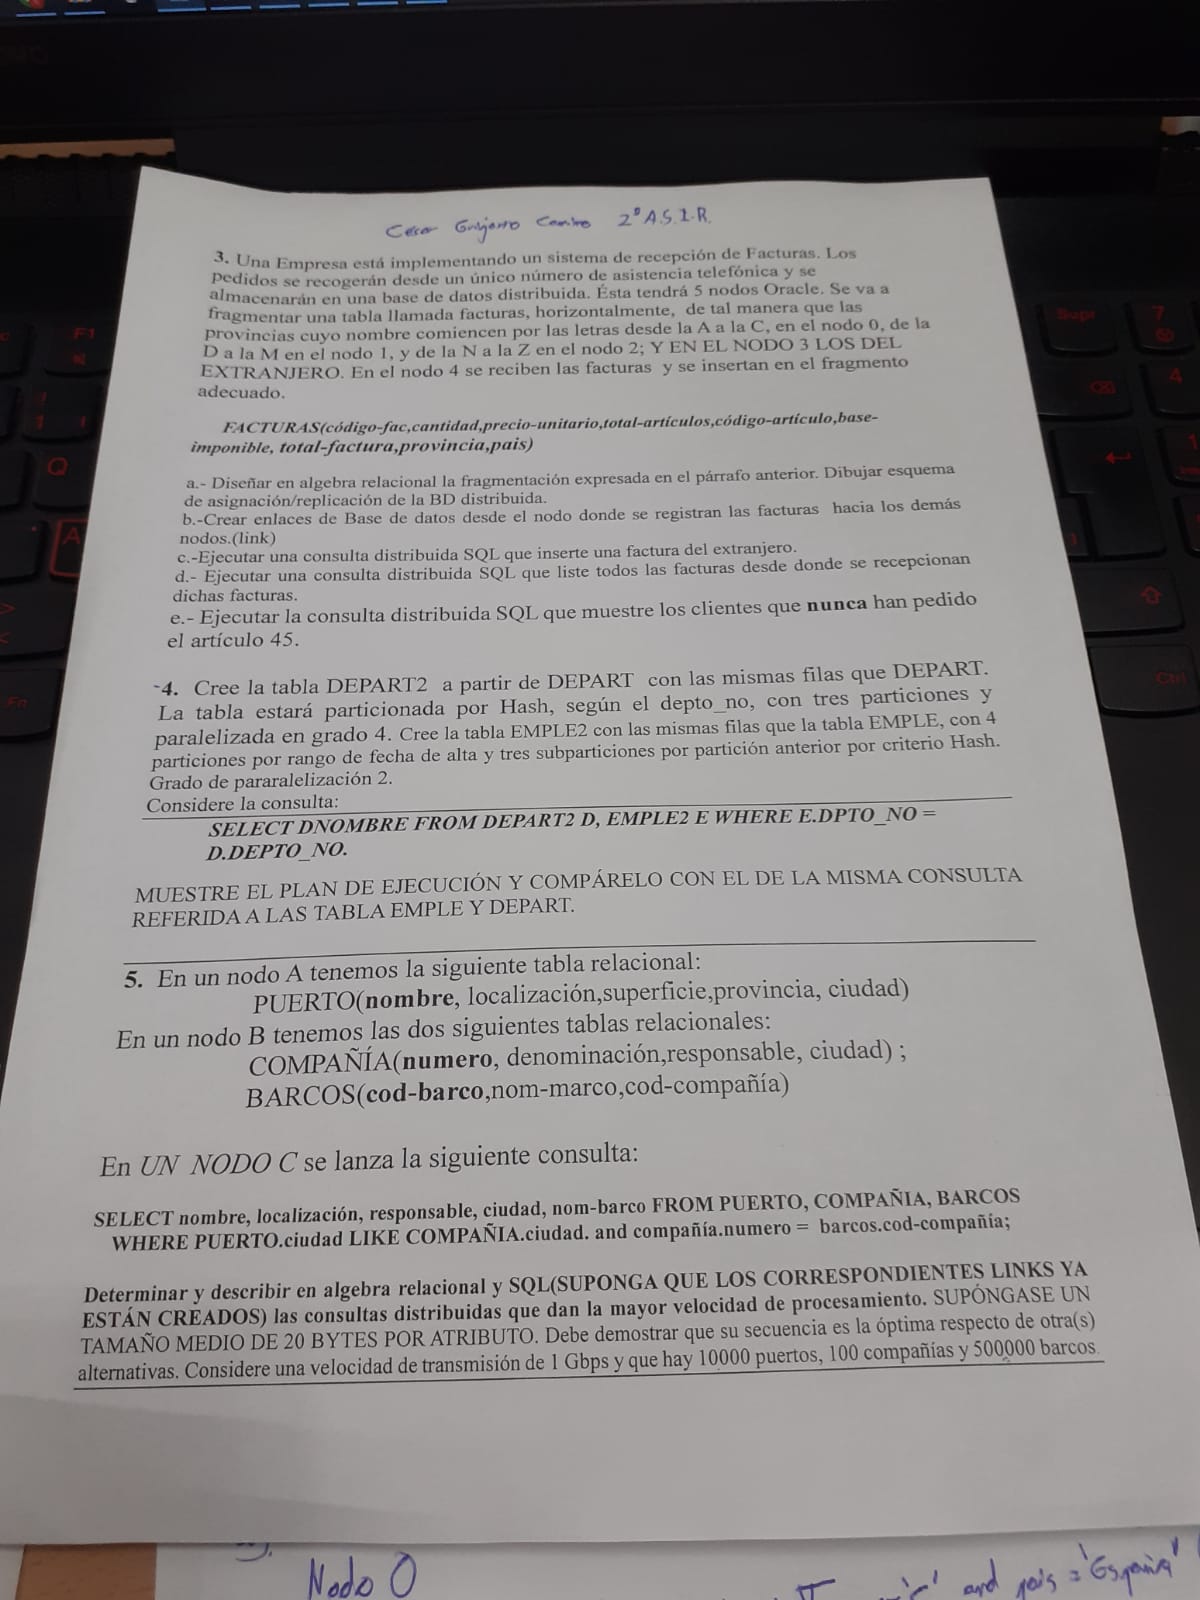 2º A.S.I.R.
3. Una Empresa está implementando un sistema de recepción de Facturas. Los
pedidos se recogerán desde un único número de asistencia telefónica y se
almacenarán en una base de datos distribuida. Ésta tendrá 5 nodos Oracle. Se va a
fragmentar una tabla llamada facturas, horizontalmente, de tal manera que las
provincias cuyo nombre comiencen por las letras desde la A a la C, en el nodo 0, de la
D a la M en el nodo 1, y de la N a la Z en el nodo 2; Y EN EL NODO 3 LOS DEL
EXTRANJERO. En el nodo 4 se reciben las facturas y se insertan en el fragmento
adecuado.
FACTURAS(código-fac,cantidad,precio-unitario,total-artículos,código-artículo,base-
imponible, total-factura,provincia,pais)
a.- Diseñar en algebra relacional la fragmentación expresada en el párrafo anterior. Dibujar esquema
de asignación/replicación de la BD distribuida.
b.-Crear enlaces de Base de datos desde el nodo donde se registran las facturas hacia los demás
nodos.(link)
c.-Ejecutar una consulta distribuida SQL que inserte una factura del extranjero.
d.- Ejecutar una consulta distribuida SQL que liste todos las facturas desde donde se recepcionan
dichas facturas.
e.- Ejecutar la consulta distribuida SQL que muestre los clientes que nunca han pedido
el artículo 45.
4. Cree la tabla DEPART2 a partir de DEPART con las mismas filas que DEPART.
La tabla estará particionada por Hash, según el depto_no, con tres particiones y
paralelizada en grado 4. Cree la tabla EMPLE2 con las mismas filas que la tabla EMPLE, con 4
particiones por rango de fecha de alta y tres subparticiones por partición anterior por criterio Hash.
Grado de pararalelización 2.
Considere la consulta:
SELECT DNOMBRE FROM DEPART2 D, EMPLE2 E WHERE E.DPTO_NO =
D.DEPTO_NO.
MUESTRE EL PLAN DE EJECUCIÓN Y COMPÁRELO CON EL DE LA MISMA CONSULTA
REFERIDA A LAS TABLA EMPLE Y DEPART.
5. En un nodo A tenemos la siguiente tabla relacional:
PUERTO(nombre, localización,superficie,provincia, ciudad)
En un nodo B tenemos las dos siguientes tablas relacionales:
COMPAÑÍA(numero, denominación,responsable, ciudad) ;
BARCOS(cod-barco,nom-marco,cod-compañía)
En UN NODO C se lanza la siguiente consulta:
SELECT nombre, localización, responsable, ciudad, nom-barco FROM PUERTO, COMPAÑIA, BARCOS
WHERE PUERTO.ciudad LIKE COMPAÑIA.ciudad. and compañía.numero = barcos.cod-compañía;
Determinar y describir en algebra relacional y SQL(SUPONGA QUE LOS CORRESPONDIENTES LINKS YA
ESTÁN CREADOS) las consultas distribuidas que dan la mayor velocidad de procesamiento. SUPÓNGASE UN
TAMAÑO MEDIO DE 20 BYTES POR ATRIBUTO. Debe demostrar que su secuencia es la óptima respecto de otra(s)
alternativas. Considere una velocidad de transmisión de 1 Gbps y que hay 10000 puertos, 100 compañías y 500000 barcos.
Nodo 0
and pais = 'España'